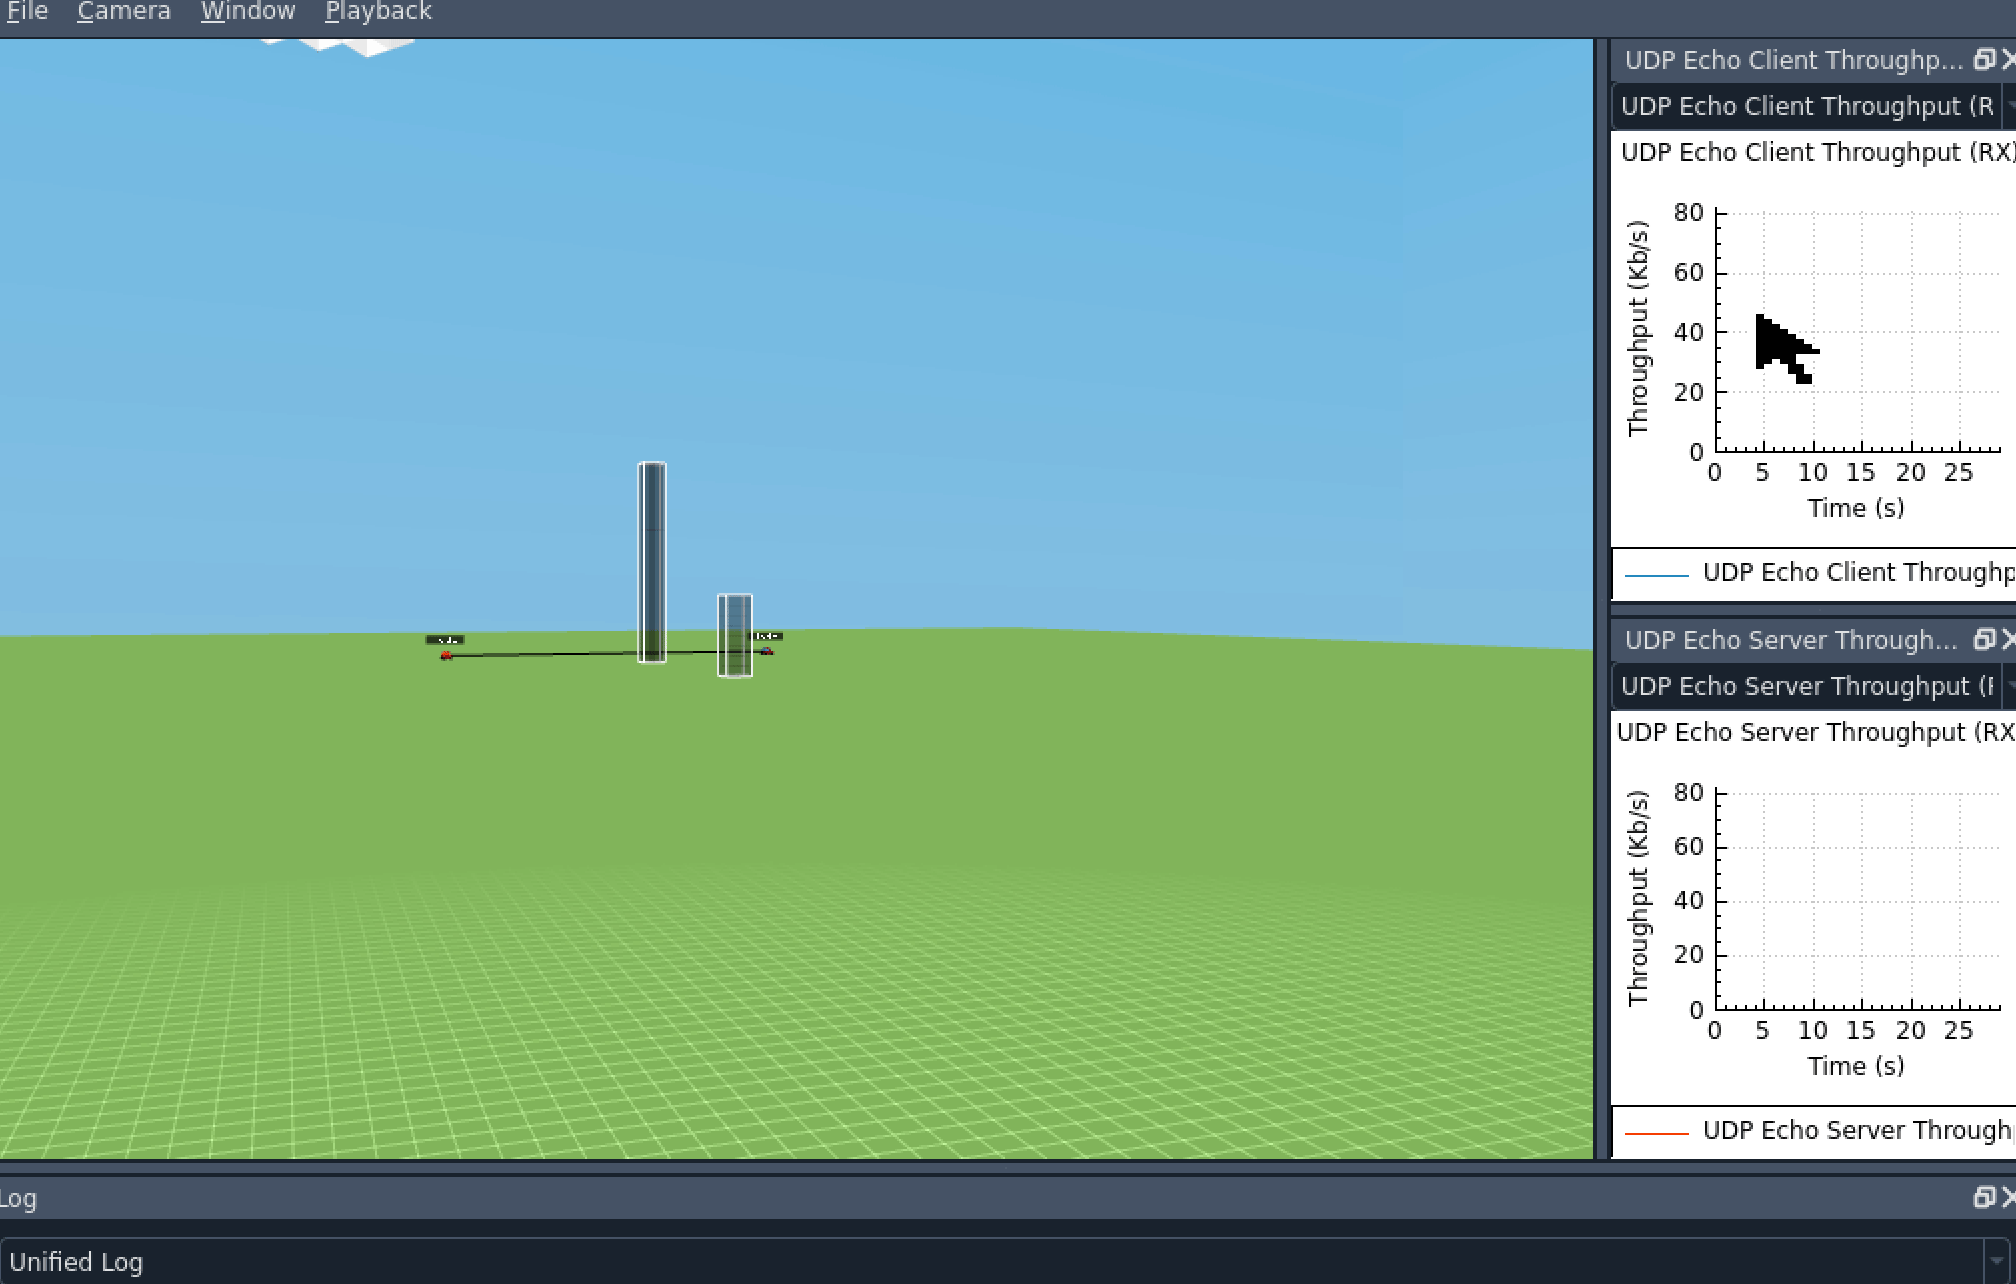 File Camera Window Playback
UDP Echo Client Throughp...
UDP Echo Client Throughput (R
UDP Echo Client Throughput (RX)
Throughput (Kb/s)
80
60
40
20
0
0 5 10 15 20 25
Time (s)
UDP Echo Client Throughp
UDP Echo Server Through...
UDP Echo Server Throughput (
UDP Echo Server Throughput (RX
Throughput (Kb/s)
80
60
40
20
0
0 5 10 15 20 25
Time (s)
UDP Echo Server Through
Log
Unified Log